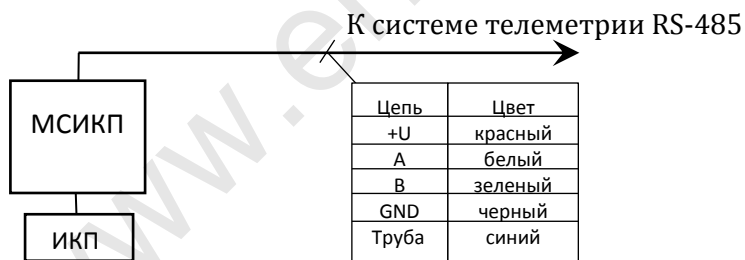 К системе телеметрии RS-485
МСИКП
ИКП
Цепь Цвет
+U красный
A белый
B зеленый
GND черный
Труба синий